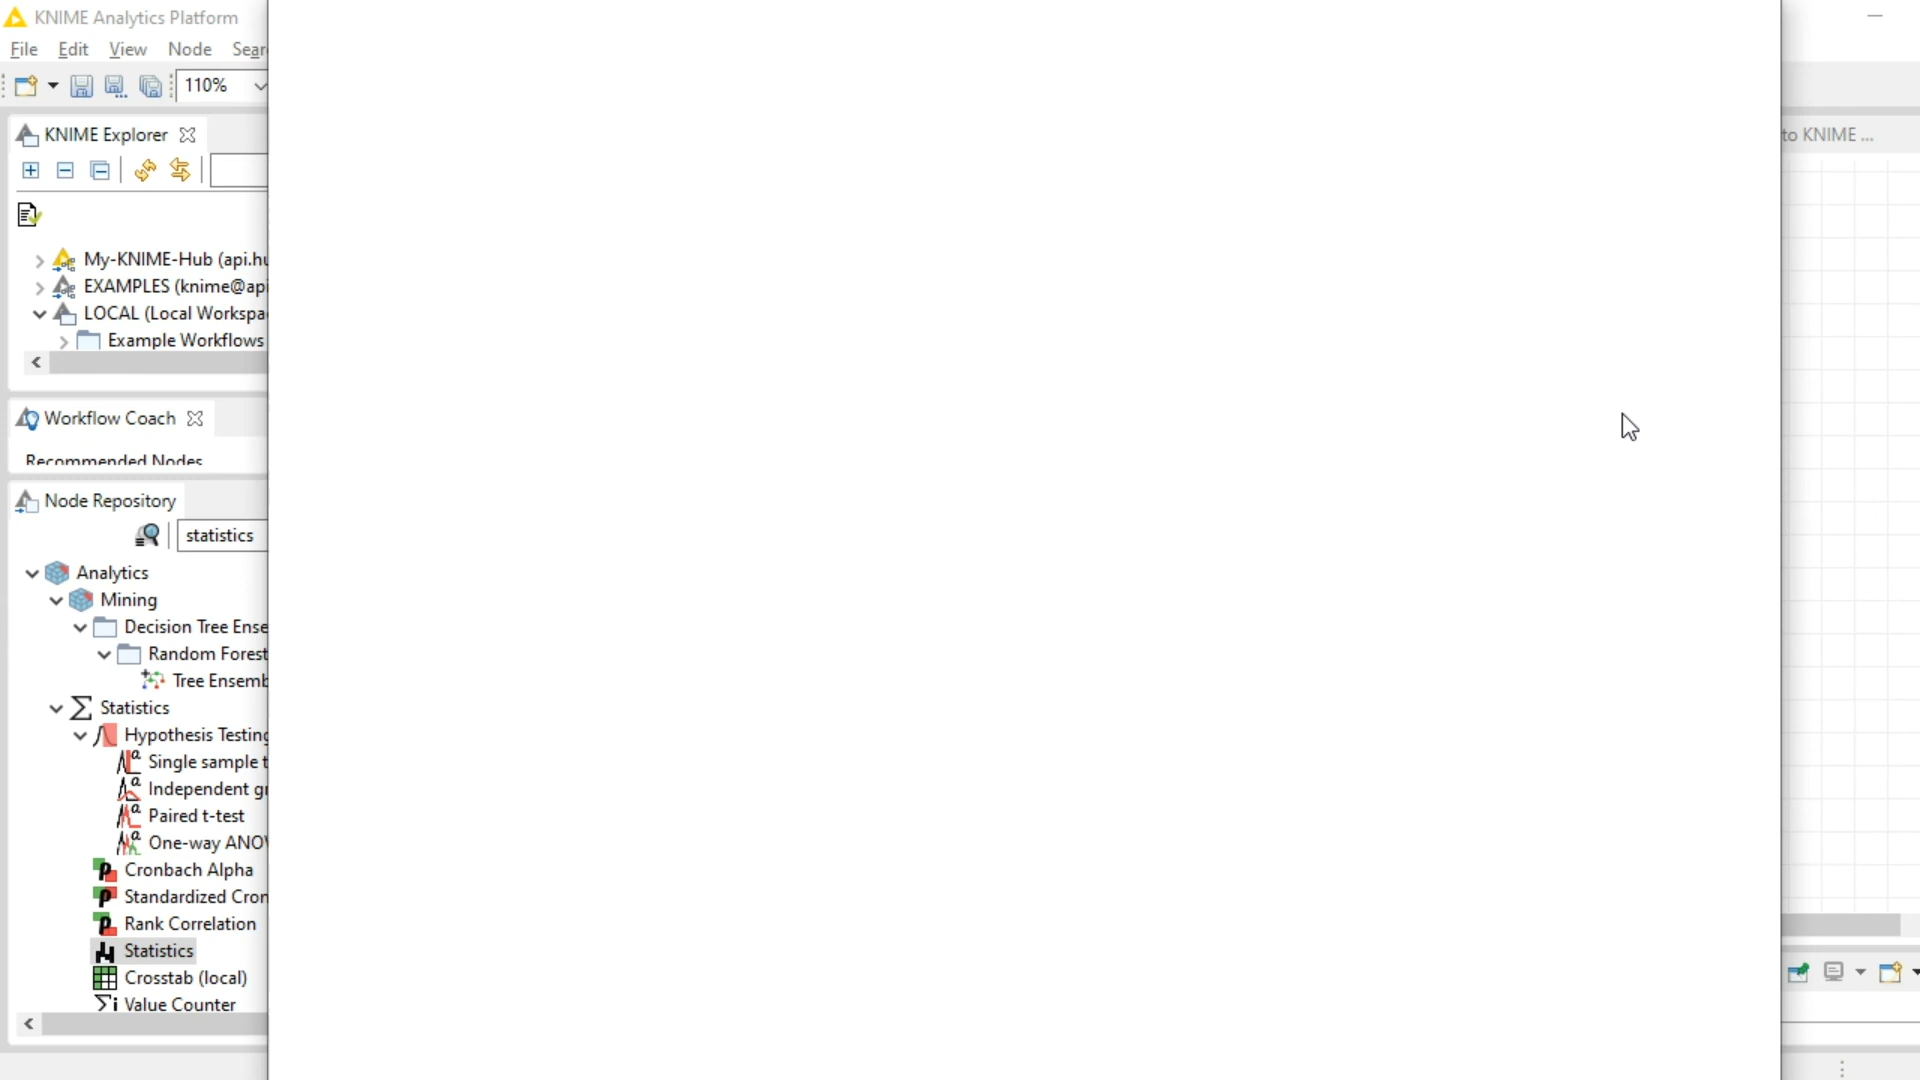 KNIME Analytics Platform
File Edit View Node Sear
110%
KNIME Explorer
to KNIME ...
My-KNIME-Hub (api.hu
EXAMPLES (knime@api
LOCAL (Local Workspa
Example Workflows
Workflow Coach
Recommended Nodes
Node Repository
statistics
Analytics
Mining
Decision Tree Ense
Random Forest
Tree Ensemb
Statistics
Hypothesis Testing
Single sample t
Independent gr
Paired t-test
One-way ANOV
Cronbach Alpha
Standardized Cron
Rank Correlation
Statistics
Crosstab (local)
Value Counter